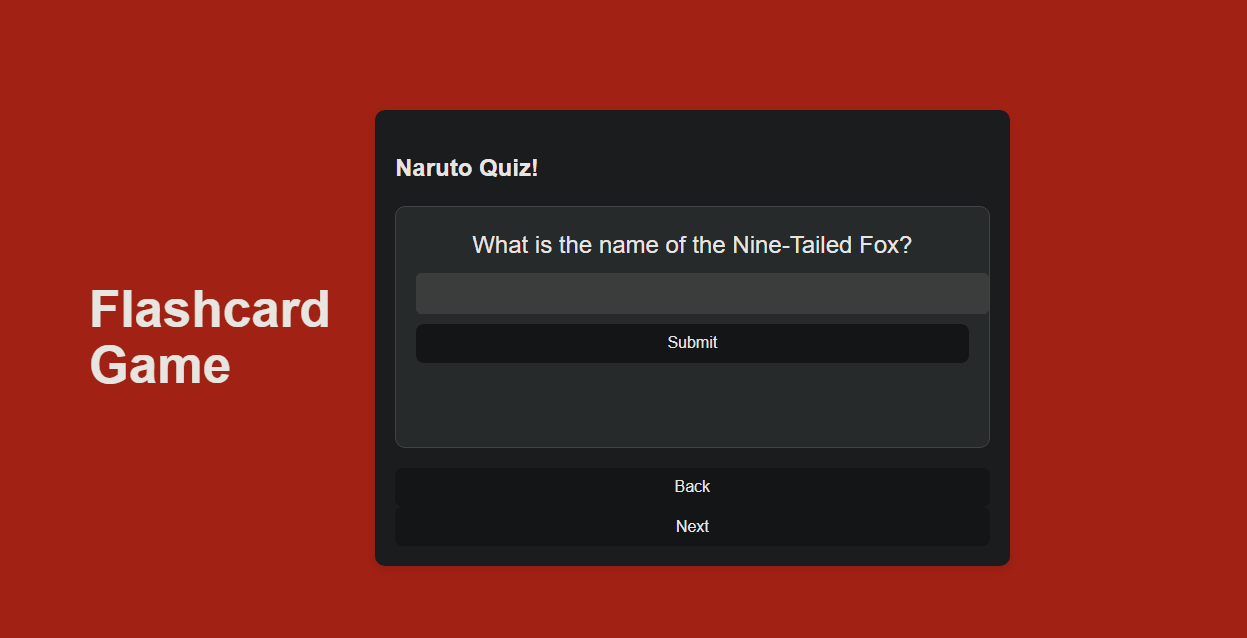 Flashcard
Game
Naruto Quiz!
What is the name of the Nine-Tailed Fox?
Submit
Back
Next